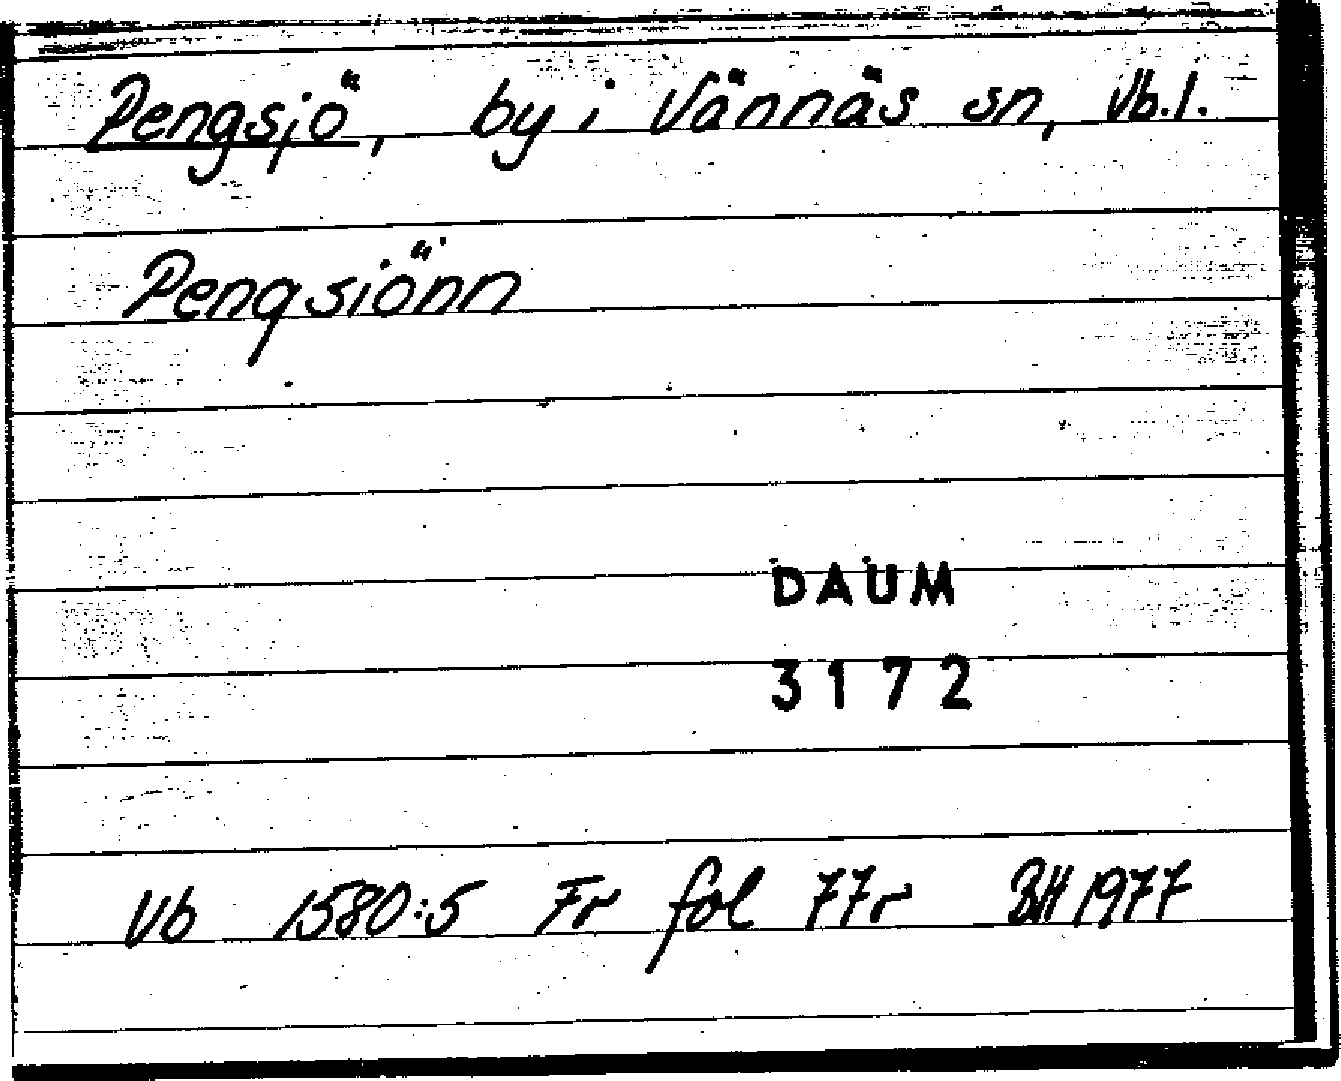 Pengsjö, by i Vännäs sn, Vb.l.
Pengsiönn
DAUM
3172
Vb 1580:5 Fr fol 77r BH 1977